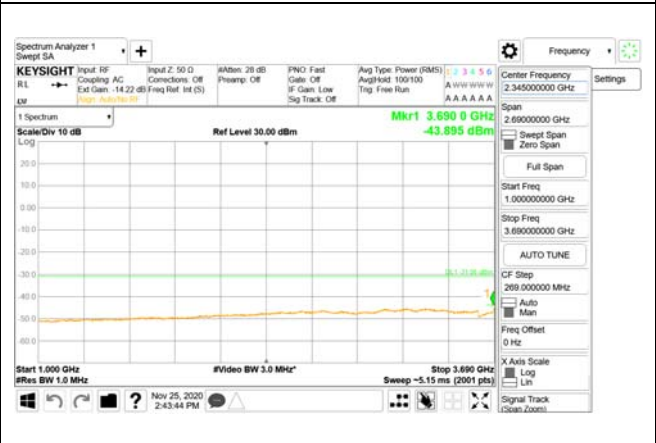 Spectrum Analyzer 1
Swept SA
+
Frequency
KEYSIGHT
RL
Input: RF
Coupling: AC
Ext Gain: -14.22 dB
Align: Auto/No RF
Input Z: 50 Ω
Corrections: Off
Freq Ref: Int (S)
#Atten: 28 dB
Preamp: Off
PNO: Fast
Gate: Off
IF Gain: Low
Sig Track: Off
Avg Type: Power (RMS)
Avg|Hold: 100/100
Trig: Free Run
1 2 3 4 5 6
A W W W W W
A A A A A A
1 Spectrum
Scale/Div 10 dB
Ref Level 30.00 dBm
Mkr1 3.690 0 GHz
-43.895 dBm
Log
20.0
10.0
0.00
-10.0
-20.0
-30.0
-40.0
-50.0
-60.0
1
Start 1.000 GHz
#Res BW 1.0 MHz
#Video BW 3.0 MHz*
Stop 3.690 GHz
Sweep ~5.15 ms (2001 pts)
Center Frequency
2.345000000 GHz
Settings
Span
2.69000000 GHz
Swept Span
Zero Span
Full Span
Start Freq
1.000000000 GHz
Stop Freq
3.690000000 GHz
AUTO TUNE
CF Step
269.000000 MHz
Auto
Man
Freq Offset
0 Hz
X Axis Scale
Log
Lin
Signal Track
(Span Zoom)
?
Nov 25, 2020
2:43:44 PM